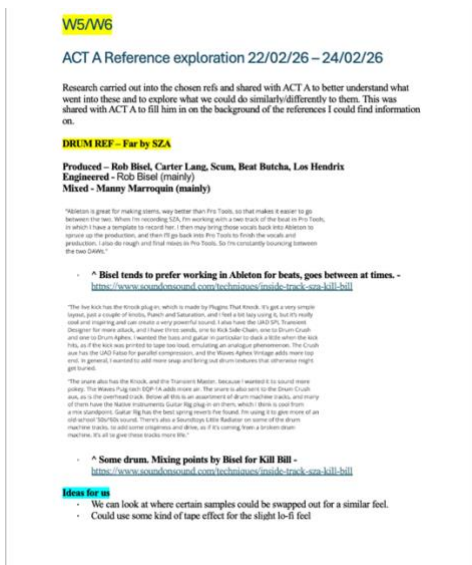 W5/W6
ACT A Reference exploration 22/02/26 – 24/02/26
Research carried out into the chosen refs and shared with ACT A to better understand what
went into these and to explore what we could do similarly/differently to them. This was
shared with ACT A to fill him in on the background of the references I could find information
on.
DRUM REF – Far by SZA
Produced – Rob Bisel, Carter Lang, Scum, Beat Butcha, Los Hendrix
Engineered - Rob Bisel (mainly)
Mixed - Manny Marroquin (mainly)
"Ableton is great for making stems, way better than Pro Tools, so that makes it easier to go
between the two. When I'm recording SZA, I'm working with a two track of the beat in Pro Tools,
in which I have a template to record her. I then may bring those vocals back into Ableton to
spruce up the production, and then I'll go back into Pro Tools to finish the vocals and
production. I also do rough and final mixes in Pro Tools. So I'm constantly bouncing between
the two DAWs."
· ^ Bisel tends to prefer working in Ableton for beats, goes between at times. -
https://www.soundonsound.com/techniques/inside-track-sza-kill-bill
"The live kick has the Knock plug-in, which is made by Plugins That Knock. It's got a very simple
layout, just a couple of knobs, Punch and Saturation, and I feel a bit lazy using it, but it's really
cool and inspiring and can create a very powerful sound. I also have the UAD SPL Transient
Designer for more attack, and I have three sends, one to Kick Side-Chain, one to Drum Crush
and one to Drum Aphex. I wanted the bass and guitar in particular to duck a little when the kick
hits, as if the kick was printed to tape too loud, emulating an analogue phenomenon. The Crush
aux has the UAD Fatso for parallel compression, and the Waves Aphex Vintage adds more top
end. In general, I wanted to add more snap and bring out drum textures that otherwise might
get buried.
"The snare also has the Knock, and the Transient Master, because I wanted it to sound more
pokey. The Waves Puig-tech EQP-1A adds more air. The snare is also sent to the Drum Crush
aux, as is the overhead track. Below all this is an assortment of drum machine tracks, and many
of them have the Native Instruments Guitar Rig plug-in on them, which I think is cool from
a mix standpoint. Guitar Rig has the best spring reverb I've found. I'm using it to give more of an
old-school '50s/'60s sound. There's also a Soundtoys Little Radiator on some of the drum
machine tracks, to add some crispiness and drive, as if it's coming from a broken drum
machine. It's all to give these tracks more life."
· ^ Some drum. Mixing points by Bisel for Kill Bill -
https://www.soundonsound.com/techniques/inside-track-sza-kill-bill
Ideas for us
· We can look at where certain samples could be swapped out for a similar feel.
· Could use some kind of tape effect for the slight lo-fi feel